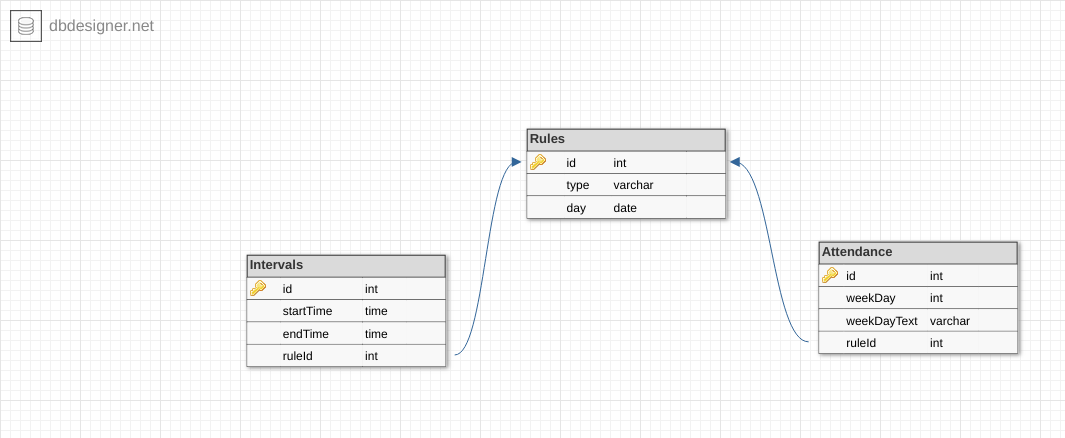 dbdesigner.net
Rules
id int
type varchar
day date
Intervals
id int
startTime time
endTime time
ruleId int
Attendance
id int
weekDay int
weekDayText varchar
ruleId int